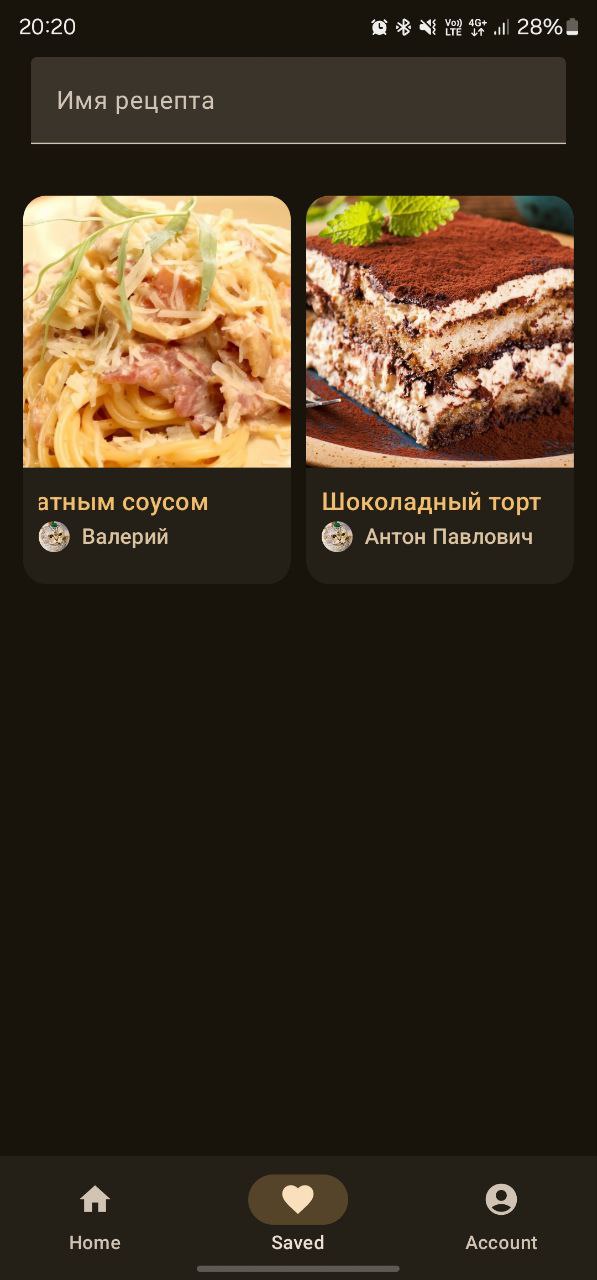 20:20
Vo)) LTE 4G+ 28%
Имя рецепта
атным соусом
Шоколадный торт
Валерий
Антон Павлович
Home
Saved
Account